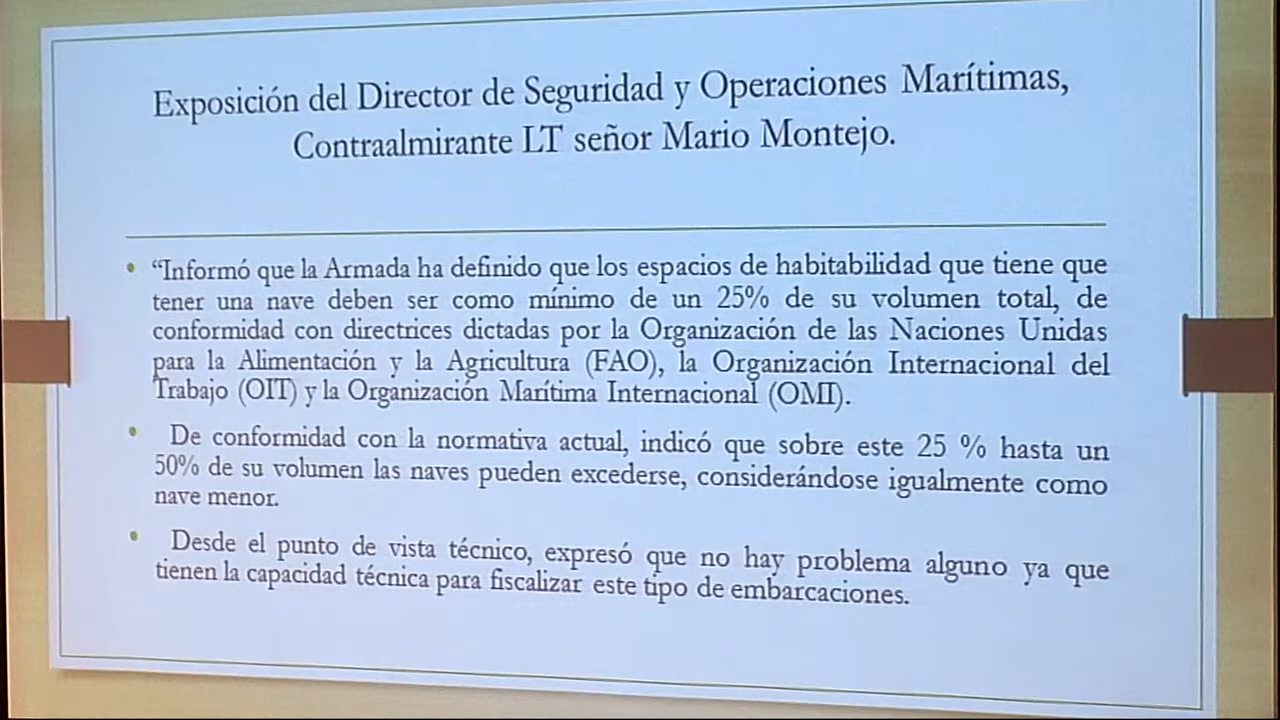 Exposición del Director de Seguridad y Operaciones Marítimas,
Contraalmirante LT señor Mario Montejo.
• “Informó que la Armada ha definido que los espacios de habitabilidad que tiene que
tener una nave deben ser como mínimo de un 25% de su volumen total, de
conformidad con directrices dictadas por la Organización de las Naciones Unidas
para la Alimentación y la Agricultura (FAO), la Organización Internacional del
Trabajo (OIT) y la Organización Marítima Internacional (OMI).
• De conformidad con la normativa actual, indicó que sobre este 25 % hasta un
50% de su volumen las naves pueden excederse, considerándose igualmente como
nave menor.
• Desde el punto de vista técnico, expresó que no hay problema alguno ya que
tienen la capacidad técnica para fiscalizar este tipo de embarcaciones.